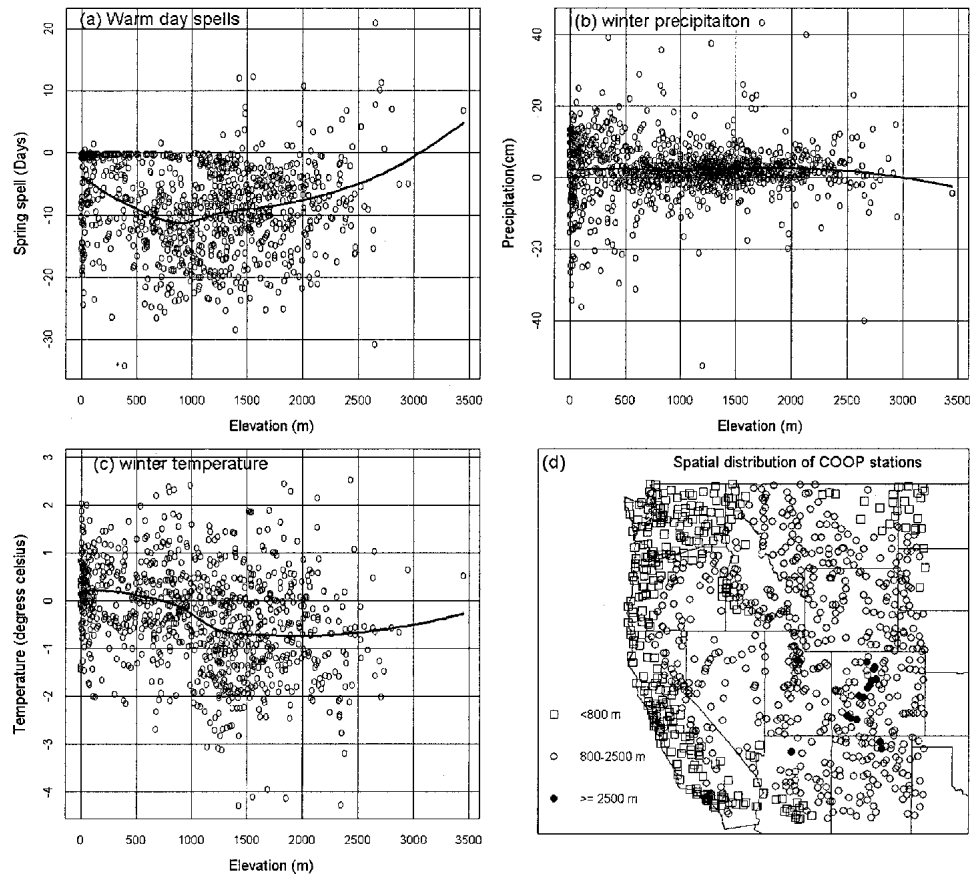 (a) Warm day spells
20
10
0
-10
-20
-30
Spring spell (Days)
0 500 1000 1500 2000 2500 3000 3500
Elevation (m)
(b) winter precipitaiton
40
20
0
-20
-40
Precipitation(cm)
0 500 1000 1500 2000 2500 3000 3500
Elevation (m)
(c) winter temperature
3
2
1
0
-1
-2
-3
-4
Temperature (degress celsius)
0 500 1000 1500 2000 2500 3000 3500
Elevation (m)
(d) Spatial distribution of COOP stations
<800 m
800-2500 m
>= 2500 m